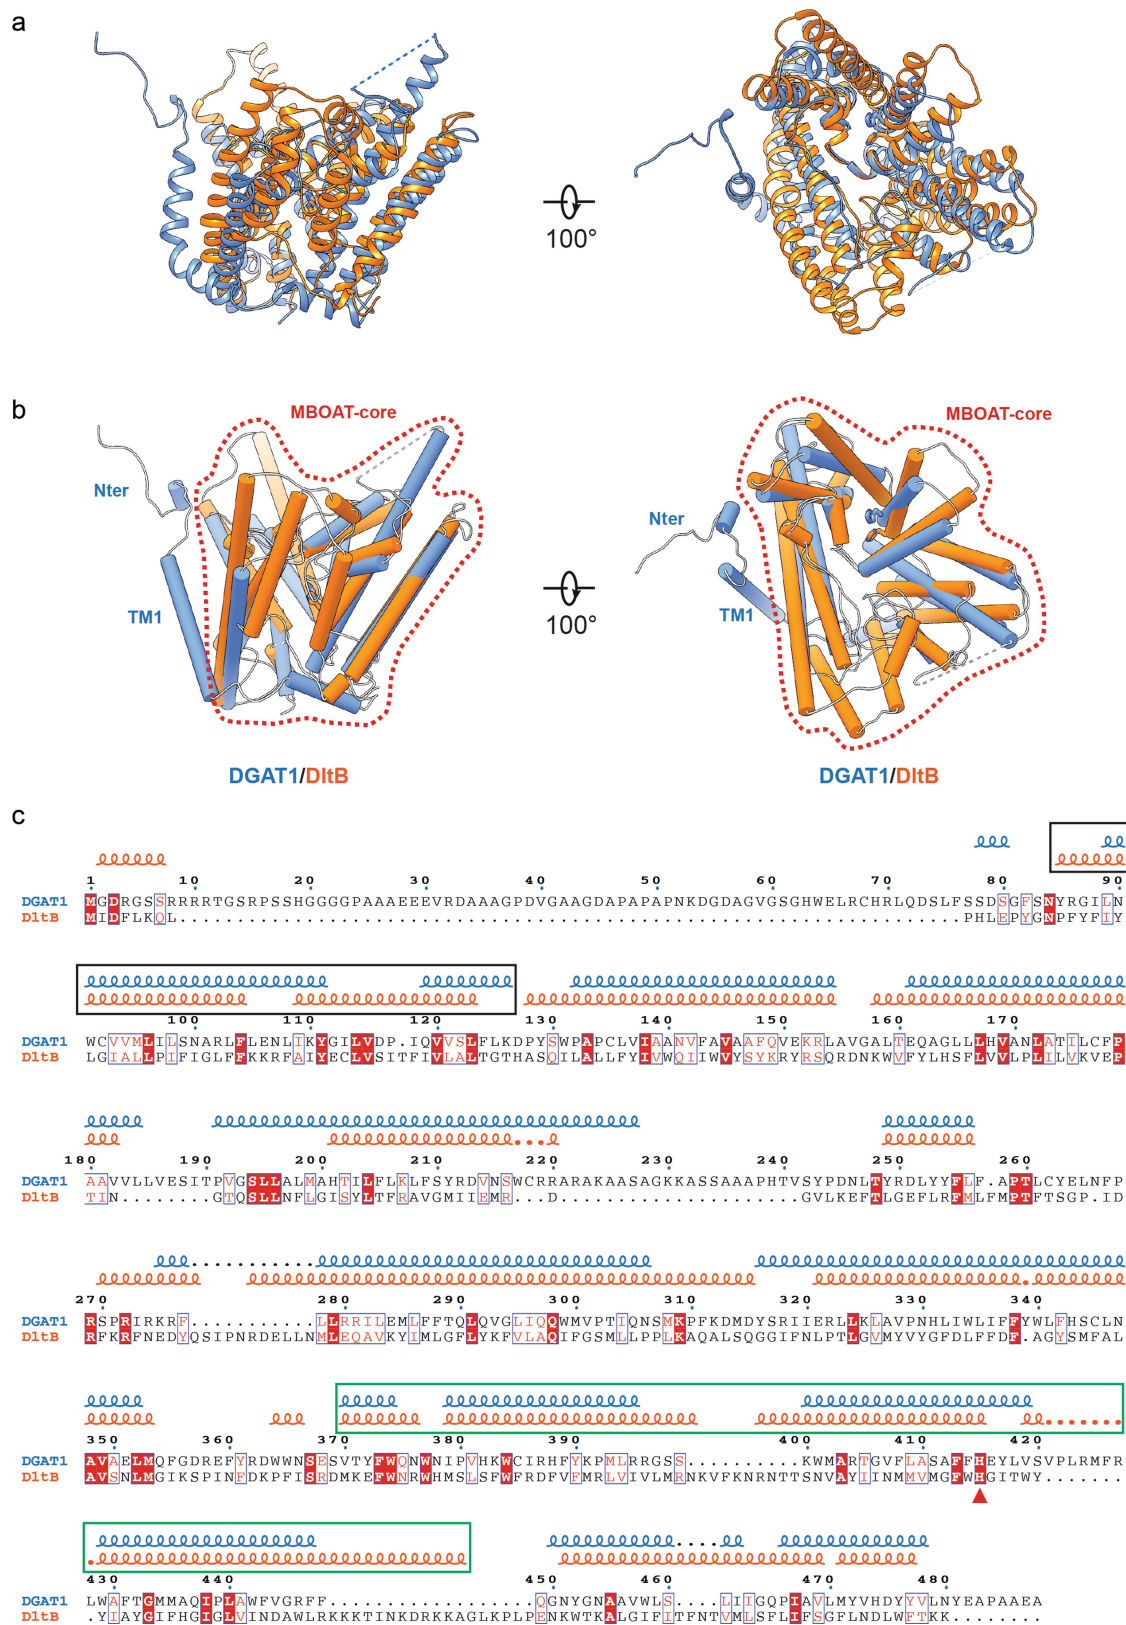 a
100°
100°
b
MBOAT-core
MBOAT-core
Nter
Nter
TM1
TM1
100°
DGAT1/DltB
DGAT1/DltB
c
1 10 20 30 40 50 60 70 80 90
DGAT1 MGDRGSSRRRRTGSRPSSHGGGGPAAAEEEVRDAAAGPDVGAAGDAPAPAPNKDGDAGVGSGHWELRCHRLQDSLFSSDSGFSNYRGILN
DltB MIDFLKQL....................................................................PHLEPYGNPFYFIY
100 110 120 130 140 150 160 170
DGAT1 WCVVMLILSNARLFLENLIKYGILVDP.IQVVSLFLKDPYSWPAPCLVIAANVFAVAAFQVEKRLAVGALTEQAGLLLHVANLATILCFP
DltB LGIALLPIFIGLFFKKRFAIYECLVSITFIVLALTGTHASQILALLFYIVWQIIWVYSYKRYRSQRDNKWVFYLHSFLVVLPLILVKVEP
180 190 200 210 220 230 240 250 260
DGAT1 AAVVLLVESITPVGSLLALMAHTILFLKLFSYRDVNSWCRRARAKAASAGKKASSAAAPHTVSYPDNLTYRDLYYFLF.APTLCYELNFP
DltB TIN........GTQSLLNFLGISYLTFRAVGMIIEMR...D.....................GVLKEFTLGEFLRFMLFMPTFTSGP.ID
270 280 290 300 310 320 330 340
DGAT1 RSPRIRKRF...........LLRRILEMLFFTQLQVGLIQQWMVPTIQNSMKPFKDMDYSRIIERLLKLAVPNHLIWLIFFYWLFHSCLN
DltB RFKRFNEDYQSIPNRDELLNMLEQAVKYIMLGFLYKFVLAQIFGSMLLPPLKAQALSQGGIFNLPTLGVMYVYGFDLFFDF.AGYSMFAL
350 360 370 380 390 400 410 420
DGAT1 AVAELMQFGDREFYRDWWNSESVTYFWQNWNIPVHKWCIRHFYKPMLRRGSS..........KWMARTGVFLASAFFHEYLVSVPLRMFR
DltB AVSNLMGIKSPINFDKPFISRDMKEFWNRWHMSLSFWFRDFVFMRLVIVLMRNKVFKNRNTTSNVAYIINMMVMGFWHGITWY.......
430 440 450 460 470 480
DGAT1 LWAFTGMMAQIPLAWFVGRFF..................QGNYGNAAVWLS....LIIGQPIAVLMYVHDYYVLNYEAPAAEA
DltB .YIAYGIFHGIGLVINDAWLRKKKTINKDRKKAGLKPLPENKWTKALGIFITFNTVMLSFLIFSGFLNDLWFTKK........